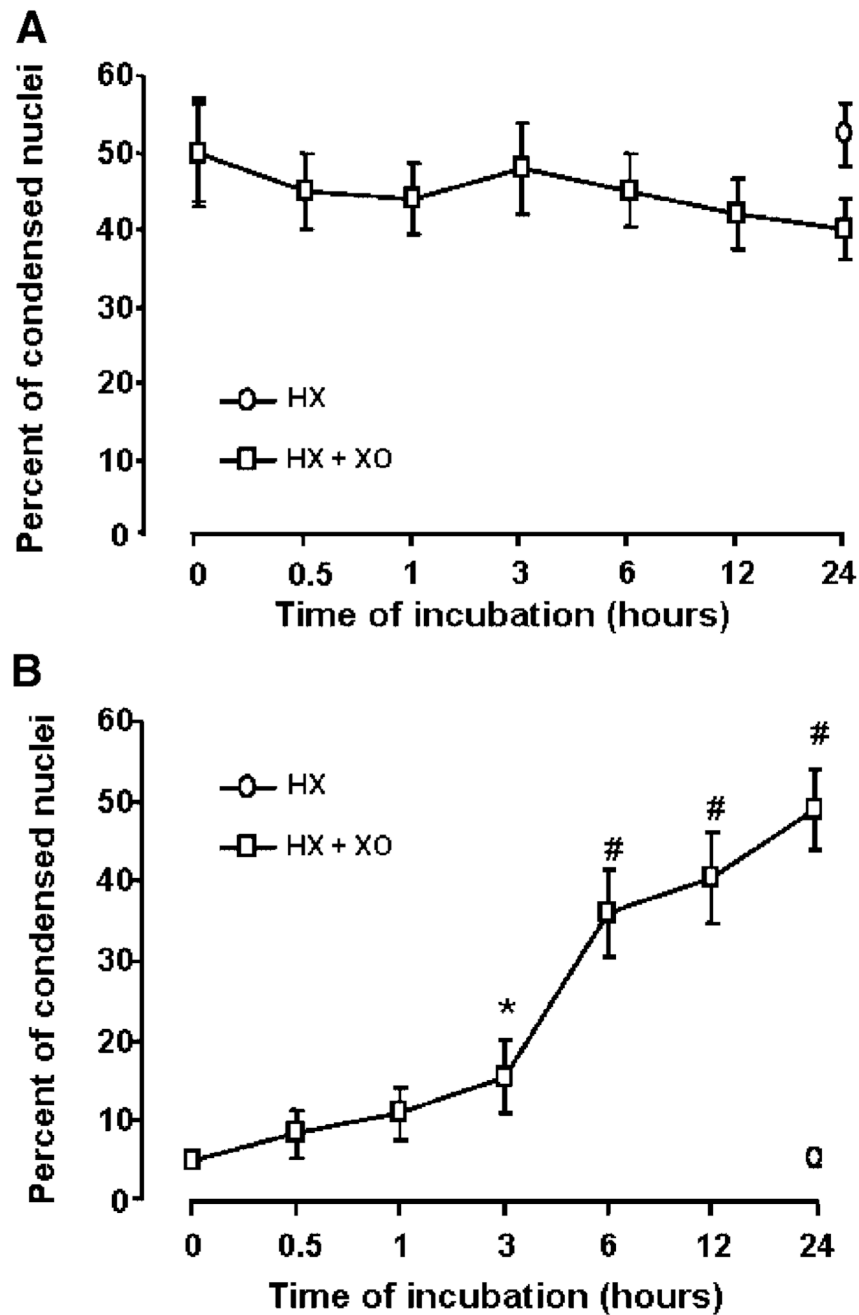 A
Percent of condensed nuclei
60
50
40
30
20
10
0
HX
HX + XO
0 0.5 1 3 6 12 24
Time of incubation (hours)
B
Percent of condensed nuclei
60
50
40
30
20
10
0
HX
HX + XO
*
#
#
#
0 0.5 1 3 6 12 24
Time of incubation (hours)